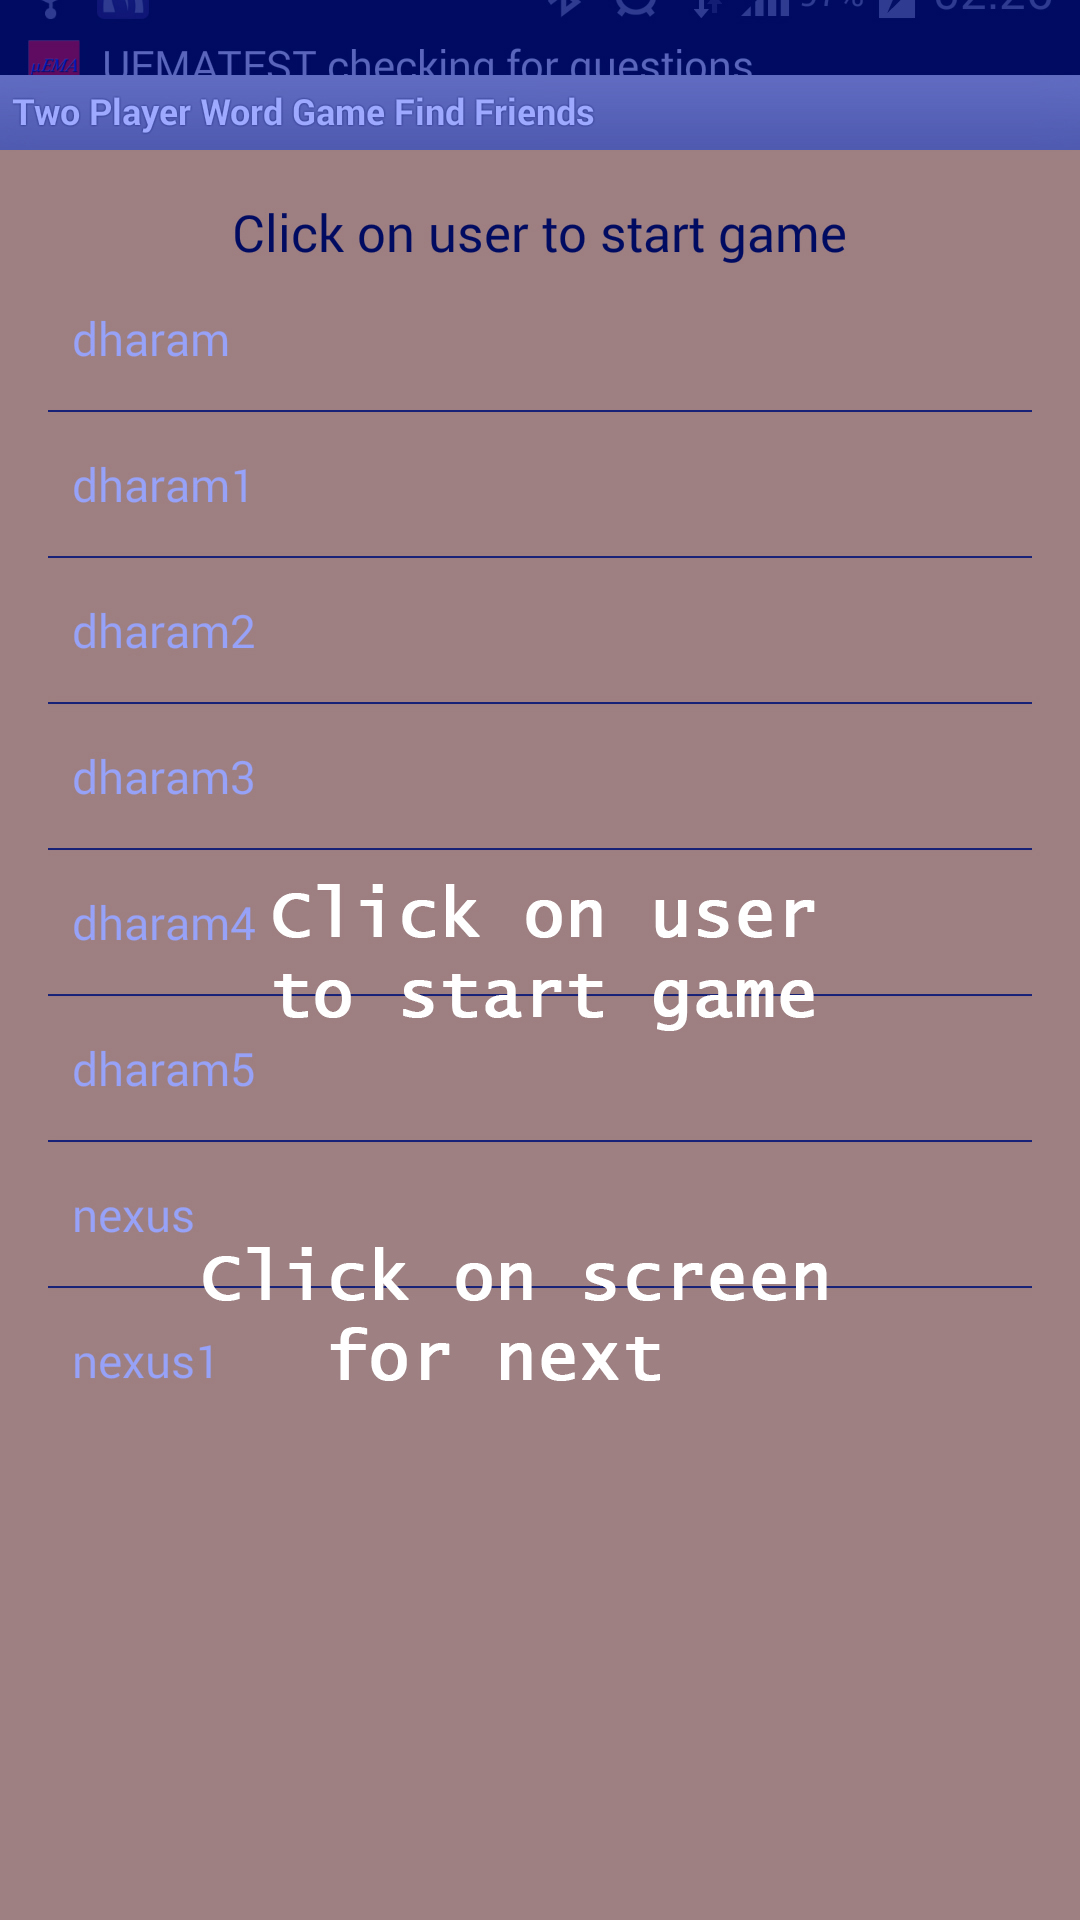 UEMATEST checking for questions
Two Player Word Game Find Friends
Click on user to start game
dharam
dharam1
dharam2
dharam3
dharam4
Click on user
to start game
dharam5
nexus
Click on screen
for next
nexus1